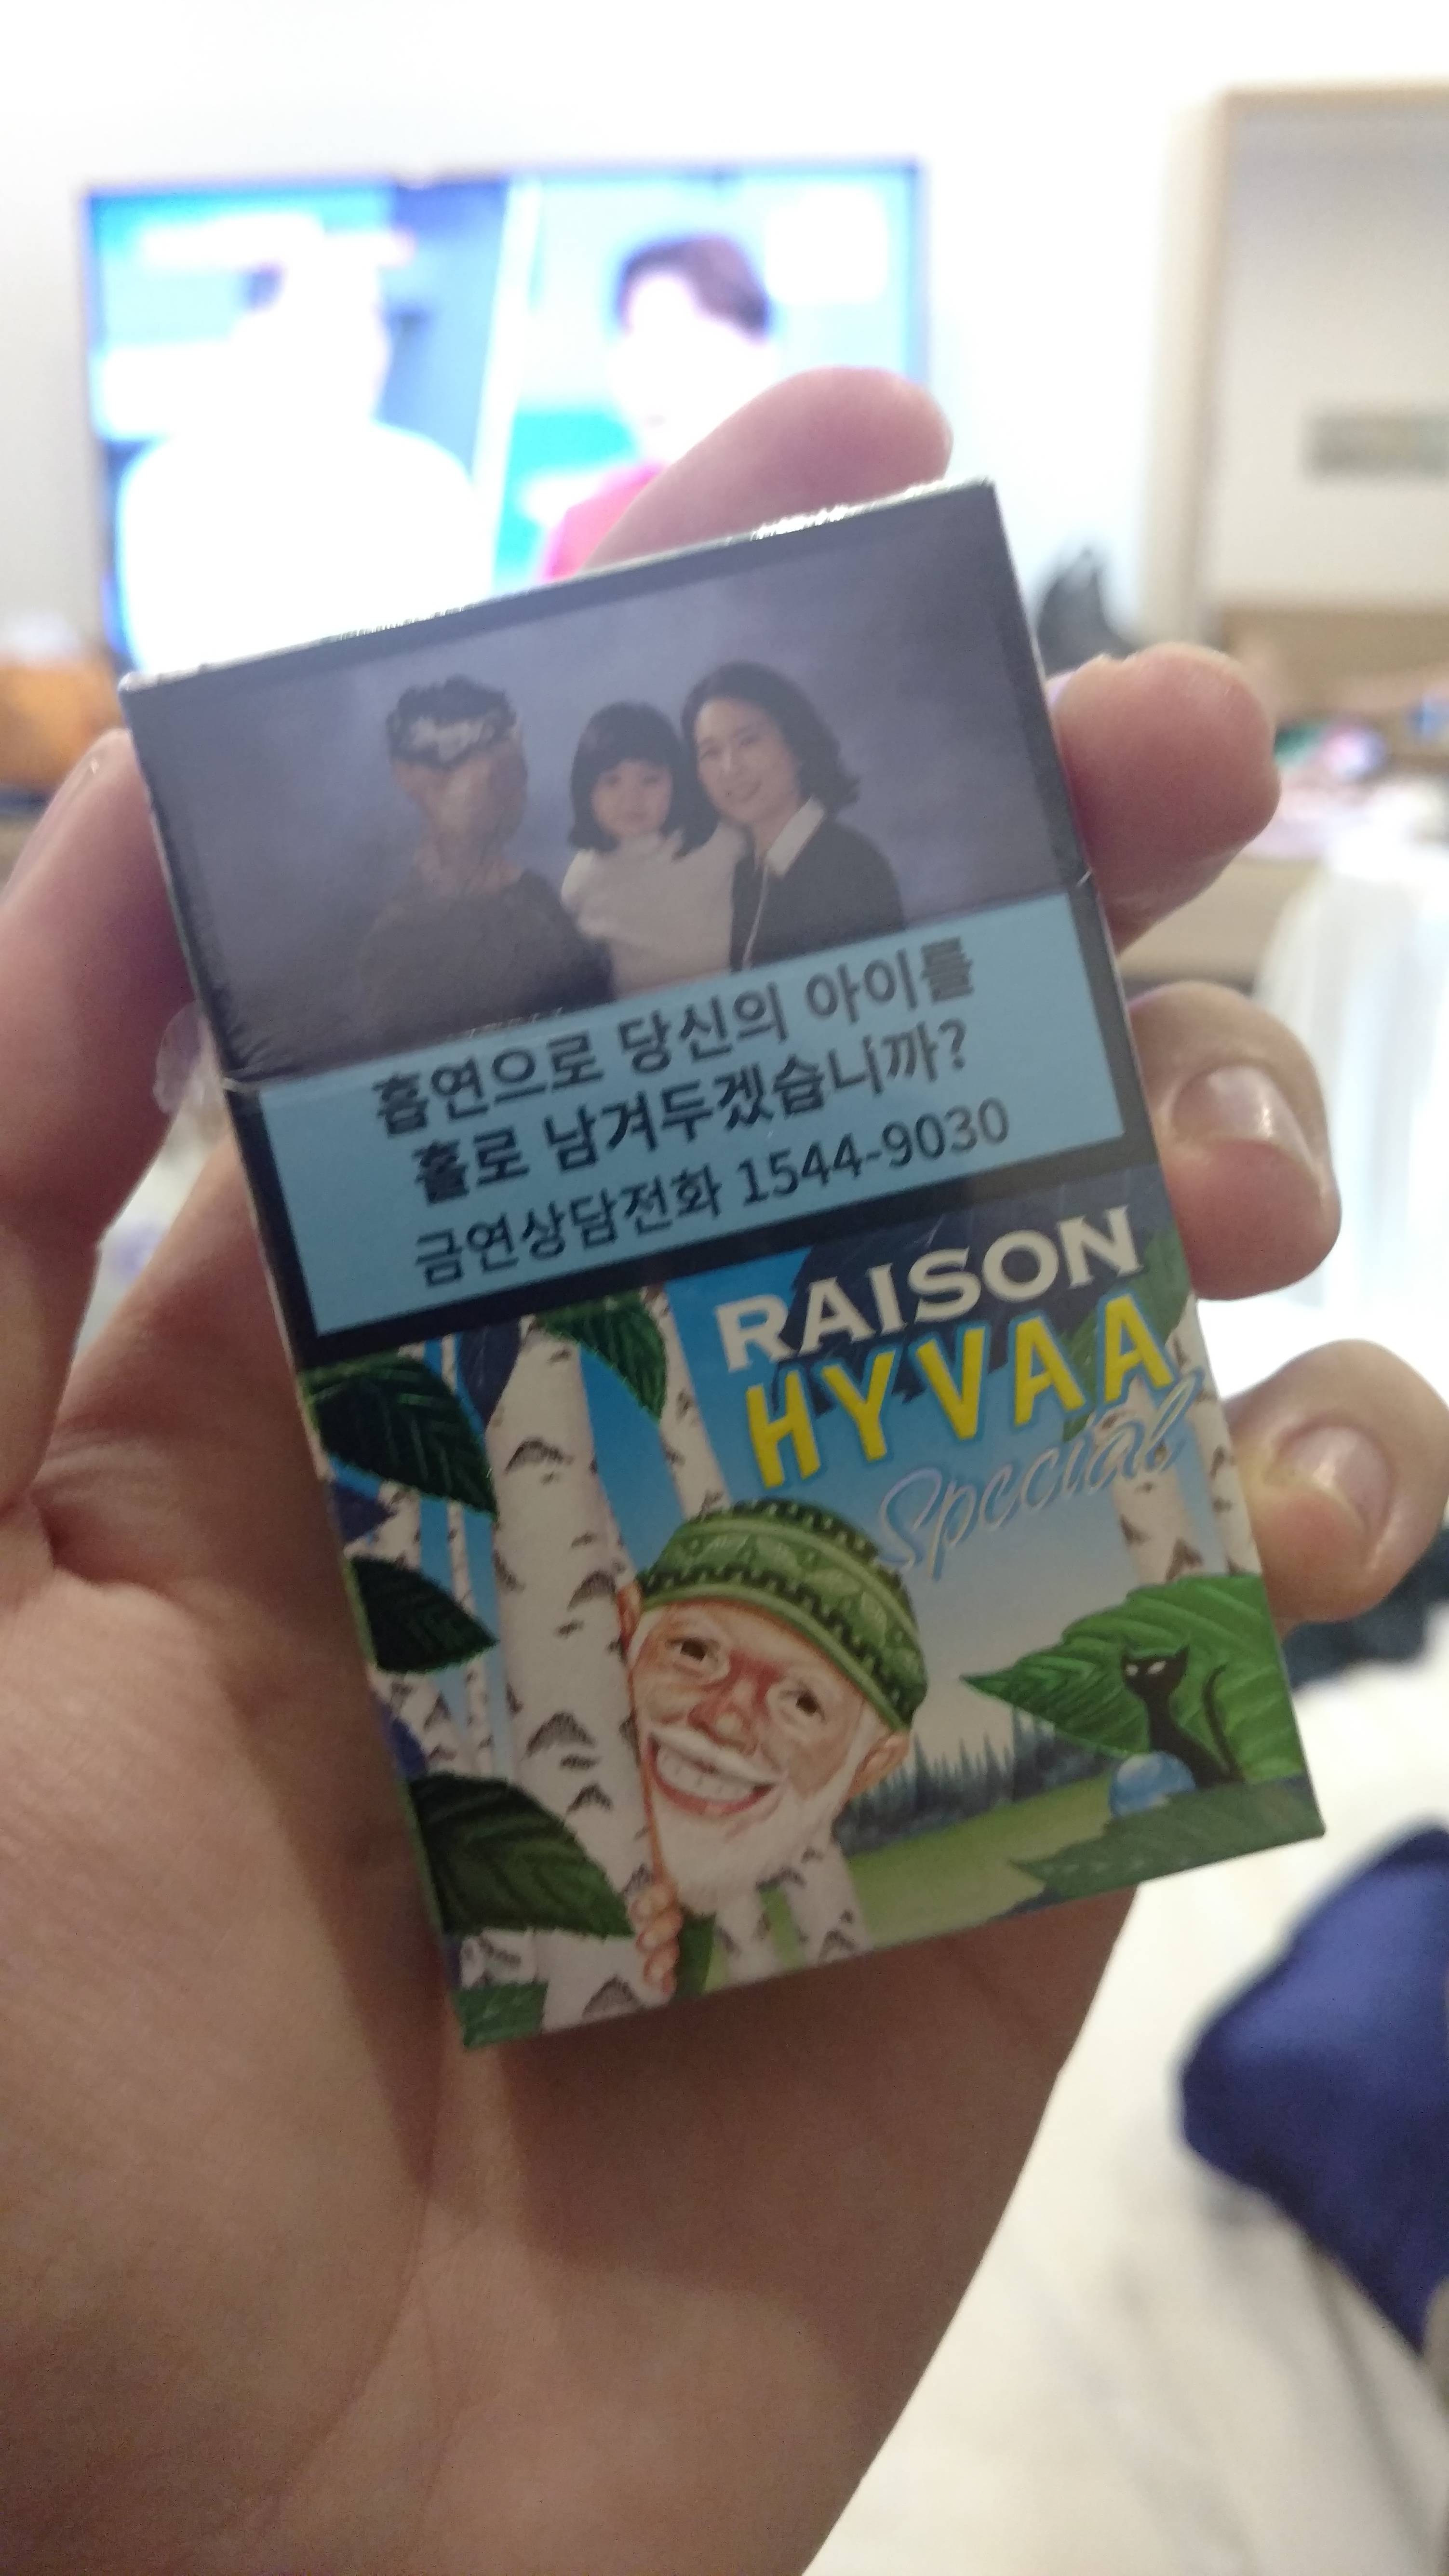 흡연으로 당신의 아이를
홀로 남겨두겠습니까?
금연상담전화 1544-9030
RAISON
HYVAA
Special